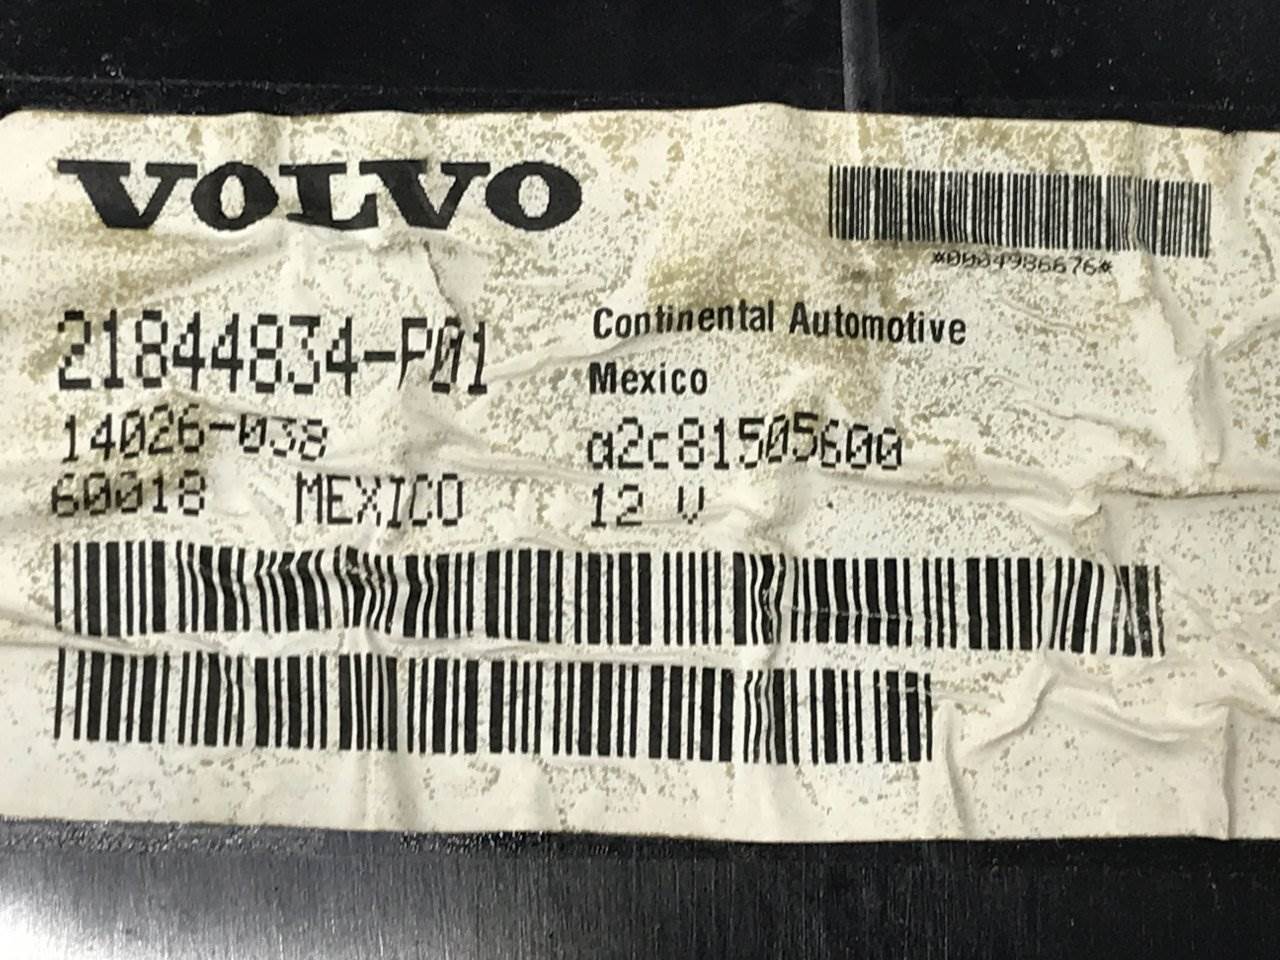 VOLVO
*0004986676*
21844834-P01
Continental Automotive
Mexico
14026-038
a2c81505600
60018 MEXICO
12 V